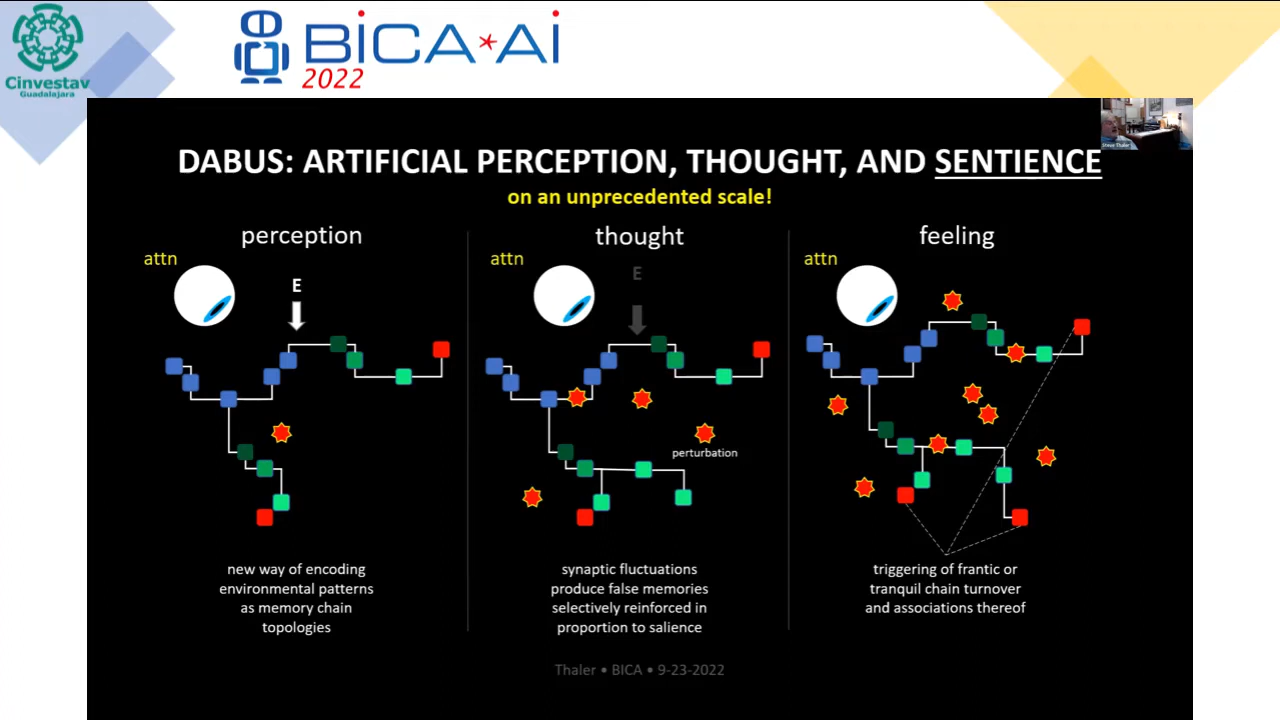 Cinvestav
Guadalajara
BiCA*Ai
2022
Steve Thaler
DABUS: ARTIFICIAL PERCEPTION, THOUGHT, AND SENTIENCE
on an unprecedented scale!
perception
attn
E
new way of encoding
environmental patterns
as memory chain
topologies
thought
attn
E
perturbation
synaptic fluctuations
produce false memories
selectively reinforced in
proportion to salience
feeling
attn
triggering of frantic or
tranquil chain turnover
and associations thereof
Thaler • BICA • 9-23-2022